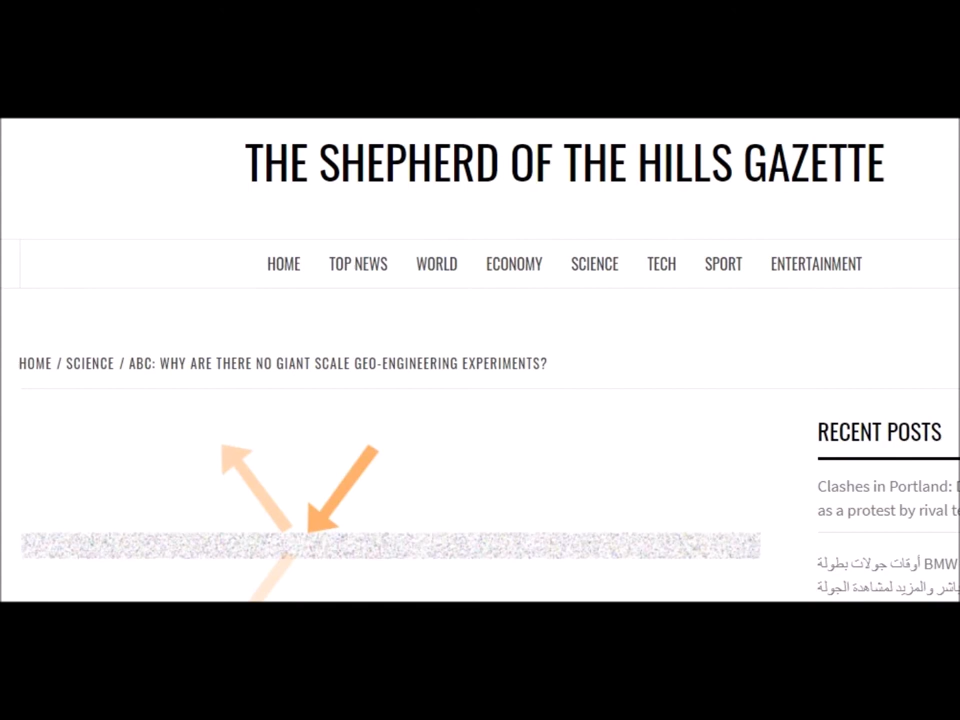 THE SHEPHERD OF THE HILLS GAZETTE
HOME TOP NEWS WORLD ECONOMY SCIENCE TECH SPORT ENTERTAINMENT
HOME / SCIENCE / ABC: WHY ARE THERE NO GIANT SCALE GEO-ENGINEERING EXPERIMENTS?
RECENT POSTS
Clashes in Portland:
as a protest by rival
أوقات جولات بطولة BMW
والمزيد لمشاهدة الجولة